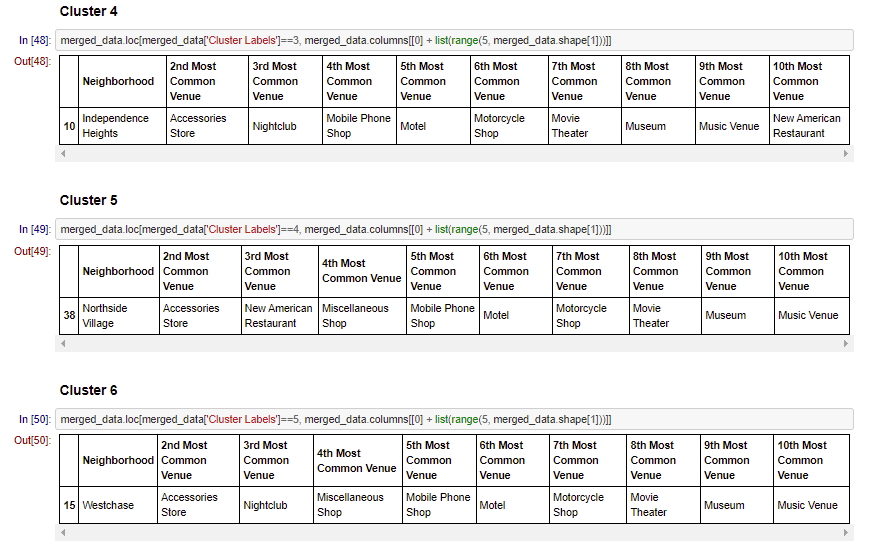 Cluster 4
In [48]: merged_data.loc[merged_data['Cluster Labels']==3, merged_data.columns[[0] + list(range(5, merged_data.shape[1]))]]
Out[48]:
Neighborhood 2nd Most Common Venue 3rd Most Common Venue 4th Most Common Venue 5th Most Common Venue 6th Most Common Venue 7th Most Common Venue 8th Most Common Venue 9th Most Common Venue 10th Most Common Venue
10 Independence Heights Accessories Store Nightclub Mobile Phone Shop Motel Motorcycle Shop Movie Theater Museum Music Venue New American Restaurant
Cluster 5
In [49]: merged_data.loc[merged_data['Cluster Labels']==4, merged_data.columns[[0] + list(range(5, merged_data.shape[1]))]]
Out[49]:
Neighborhood 2nd Most Common Venue 3rd Most Common Venue 4th Most Common Venue 5th Most Common Venue 6th Most Common Venue 7th Most Common Venue 8th Most Common Venue 9th Most Common Venue 10th Most Common Venue
38 Northside Village Accessories Store New American Restaurant Miscellaneous Shop Mobile Phone Shop Motel Motorcycle Shop Movie Theater Museum Music Venue
Cluster 6
In [50]: merged_data.loc[merged_data['Cluster Labels']==5, merged_data.columns[[0] + list(range(5, merged_data.shape[1]))]]
Out[50]:
Neighborhood 2nd Most Common Venue 3rd Most Common Venue 4th Most Common Venue 5th Most Common Venue 6th Most Common Venue 7th Most Common Venue 8th Most Common Venue 9th Most Common Venue 10th Most Common Venue
15 Westchase Accessories Store Nightclub Miscellaneous Shop Mobile Phone Shop Motel Motorcycle Shop Movie Theater Museum Music Venue